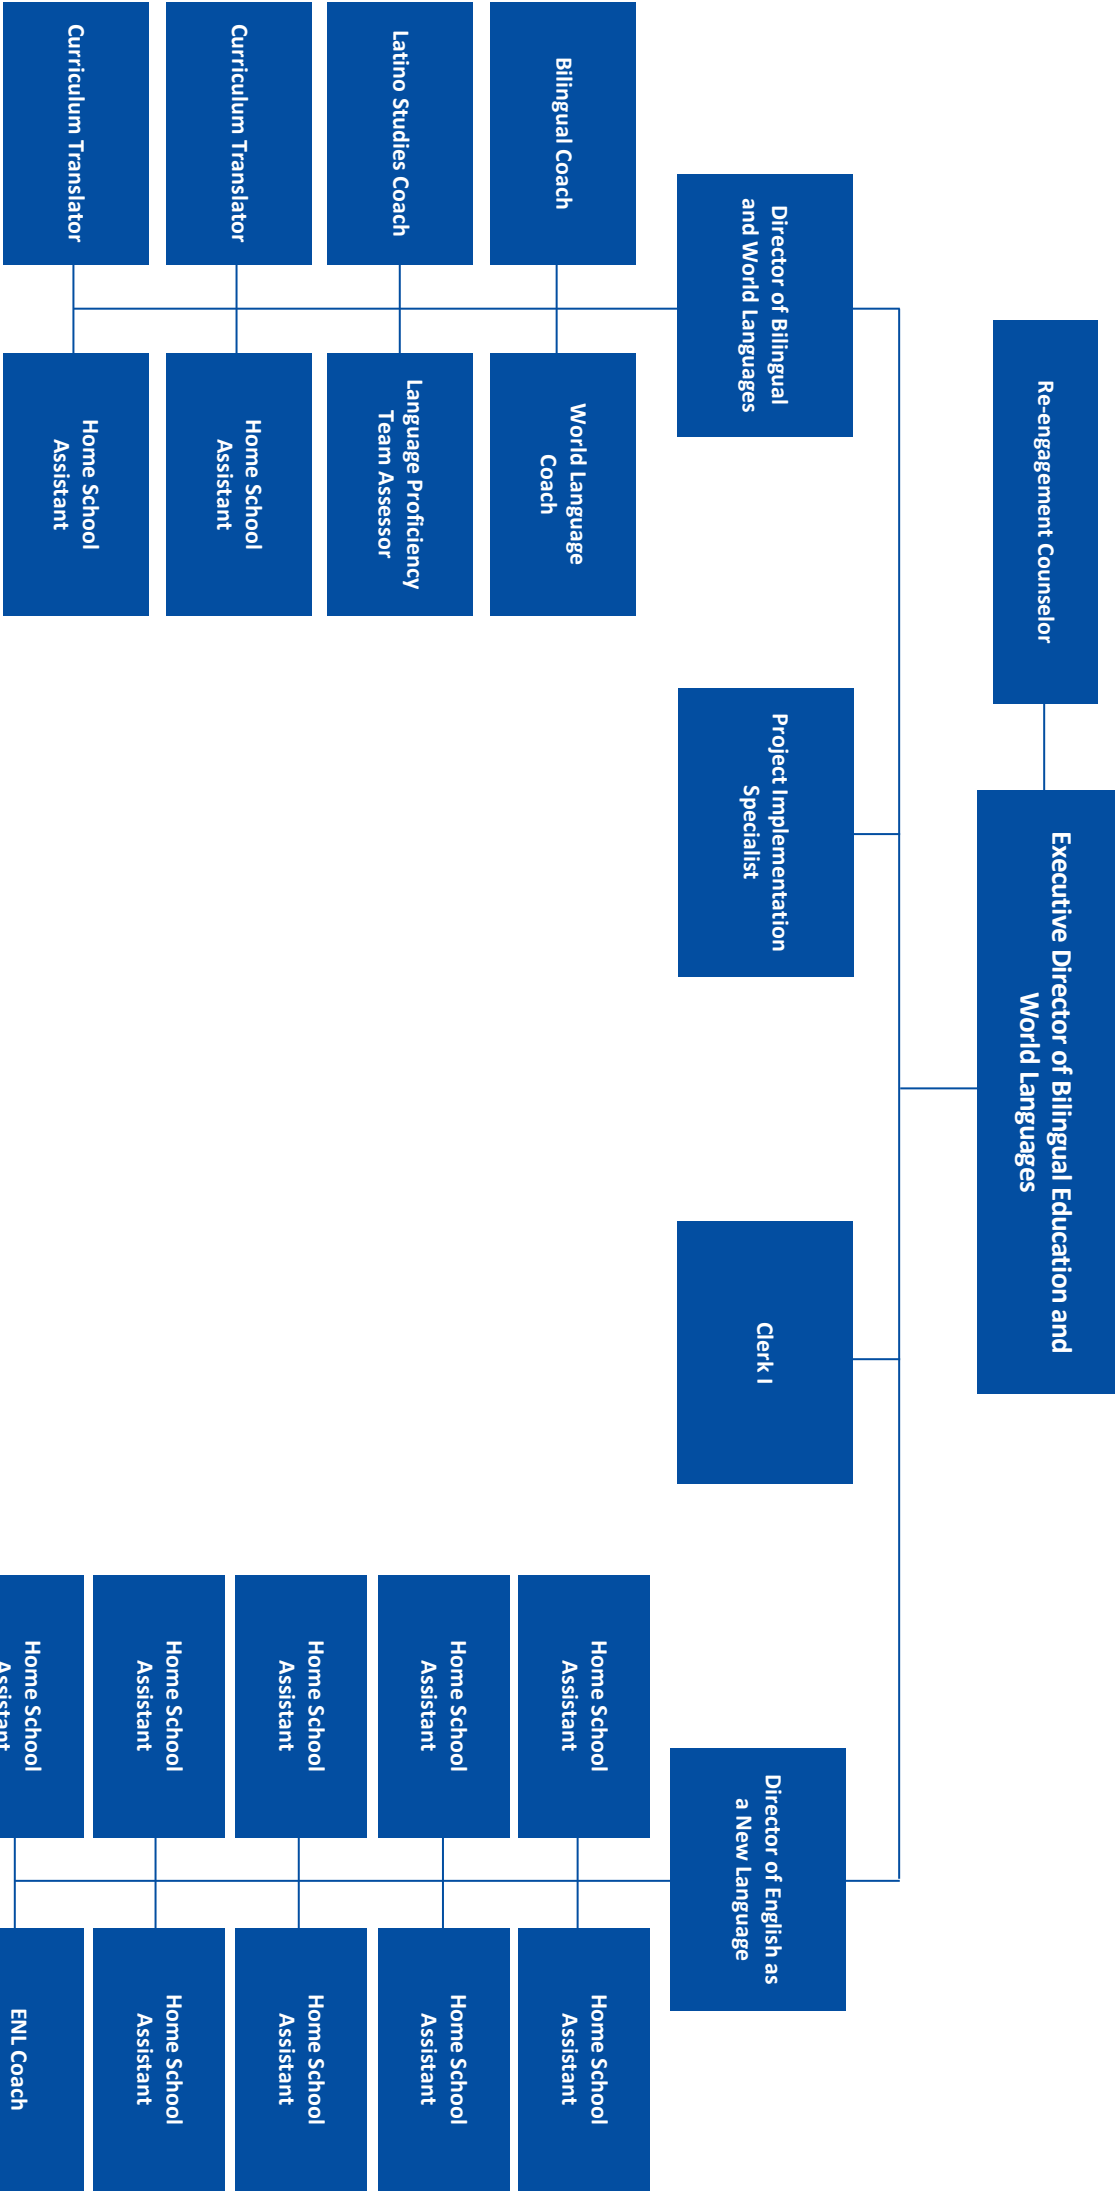 Executive Director of Bilingual Education and
World Languages
Re-engagement Counselor
Director of Bilingual
and World Languages
Project Implementation
Specialist
Clerk I
Director of English as
a New Language
Bilingual Coach
World Language
Coach
Latino Studies Coach
Language Proficiency
Team Assessor
Curriculum Translator
Home School
Assistant
Curriculum Translator
Home School
Assistant
Home School
Assistant
Home School
Assistant
Home School
Assistant
Home School
Assistant
Home School
Assistant
Home School
Assistant
Home School
Assistant
Home School
Assistant
Home School
Assistant
ENL Coach